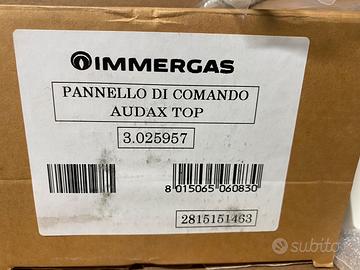 IMMERGAS
PANNELLO DI COMANDO
AUDAX TOP
3.025957
8 015065 060830
2815151463
subito